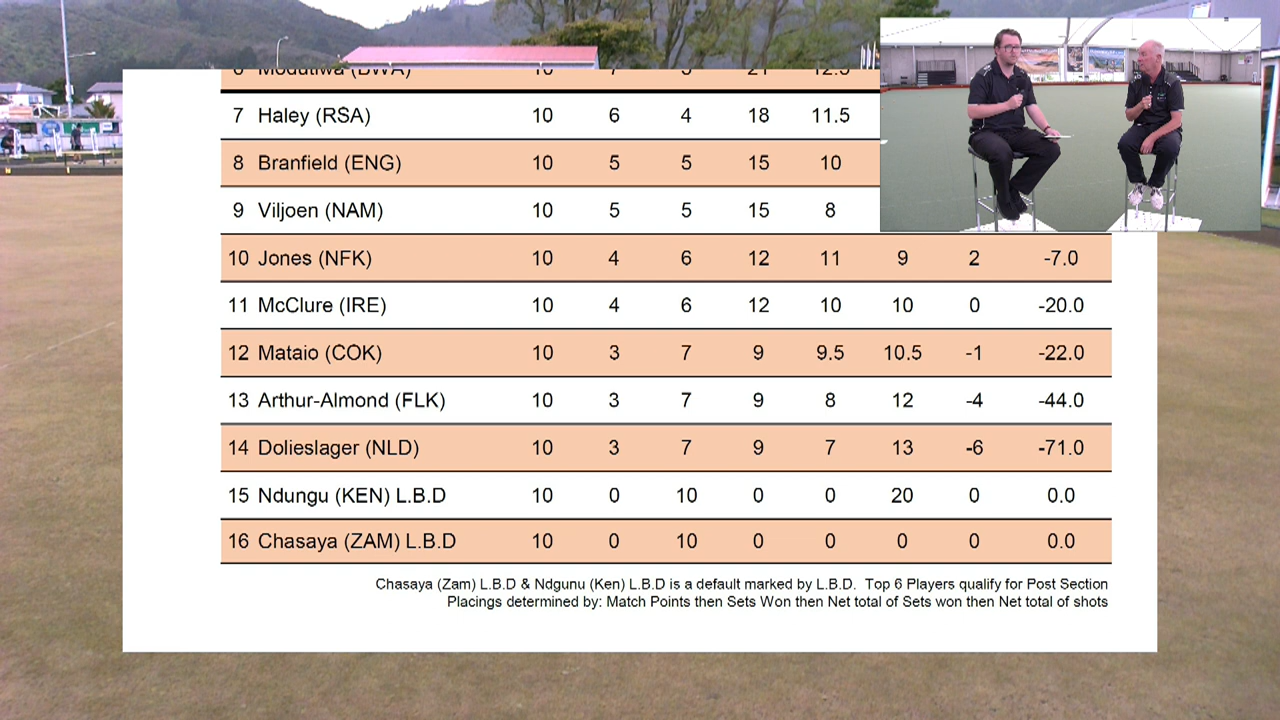 7 Haley (RSA) 10 6 4 18 11.5
8 Branfield (ENG) 10 5 5 15 10
9 Viljoen (NAM) 10 5 5 15 8
10 Jones (NFK) 10 4 6 12 11 9 2 -7.0
11 McClure (IRE) 10 4 6 12 10 10 0 -20.0
12 Mataio (COK) 10 3 7 9 9.5 10.5 -1 -22.0
13 Arthur-Almond (FLK) 10 3 7 9 8 12 -4 -44.0
14 Dolieslager (NLD) 10 3 7 9 7 13 -6 -71.0
15 Ndungu (KEN) L.B.D 10 0 10 0 0 20 0 0.0
16 Chasaya (ZAM) L.B.D 10 0 10 0 0 0 0 0.0
Chasaya (Zam) L.B.D & Ndgunu (Ken) L.B.D is a default marked by L.B.D. Top 6 Players qualify for Post Section
Placings determined by: Match Points then Sets Won then Net total of Sets won then Net total of shots